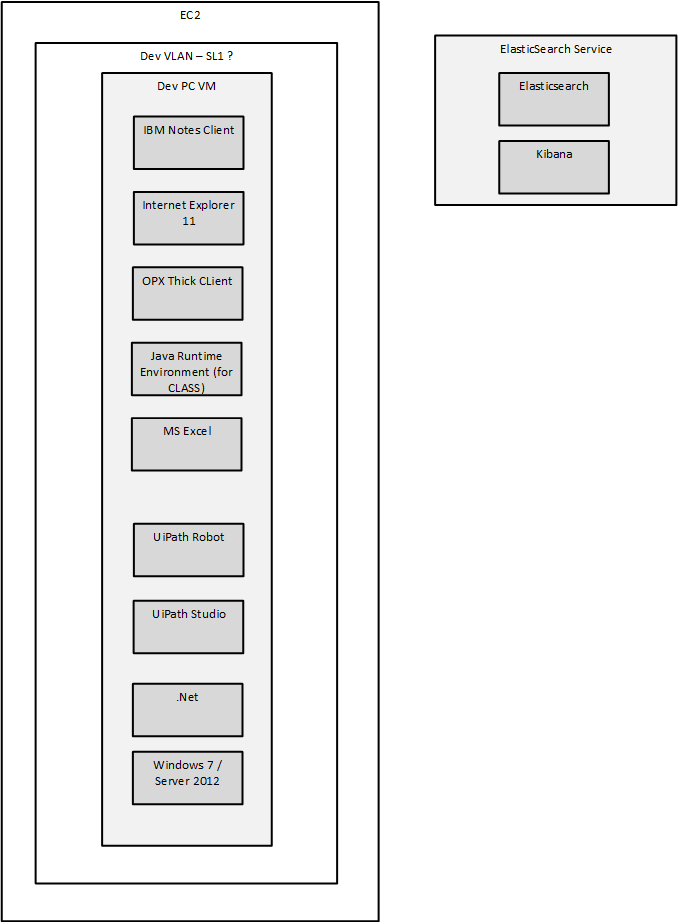 EC2
Dev VLAN – SL1 ?
Dev PC VM
IBM Notes Client
Internet Explorer
11
OPX Thick CLient
Java Runtime
Environment (for
CLASS)
MS Excel
UiPath Robot
UiPath Studio
.Net
Windows 7 /
Server 2012
ElasticSearch Service
Elasticsearch
Kibana